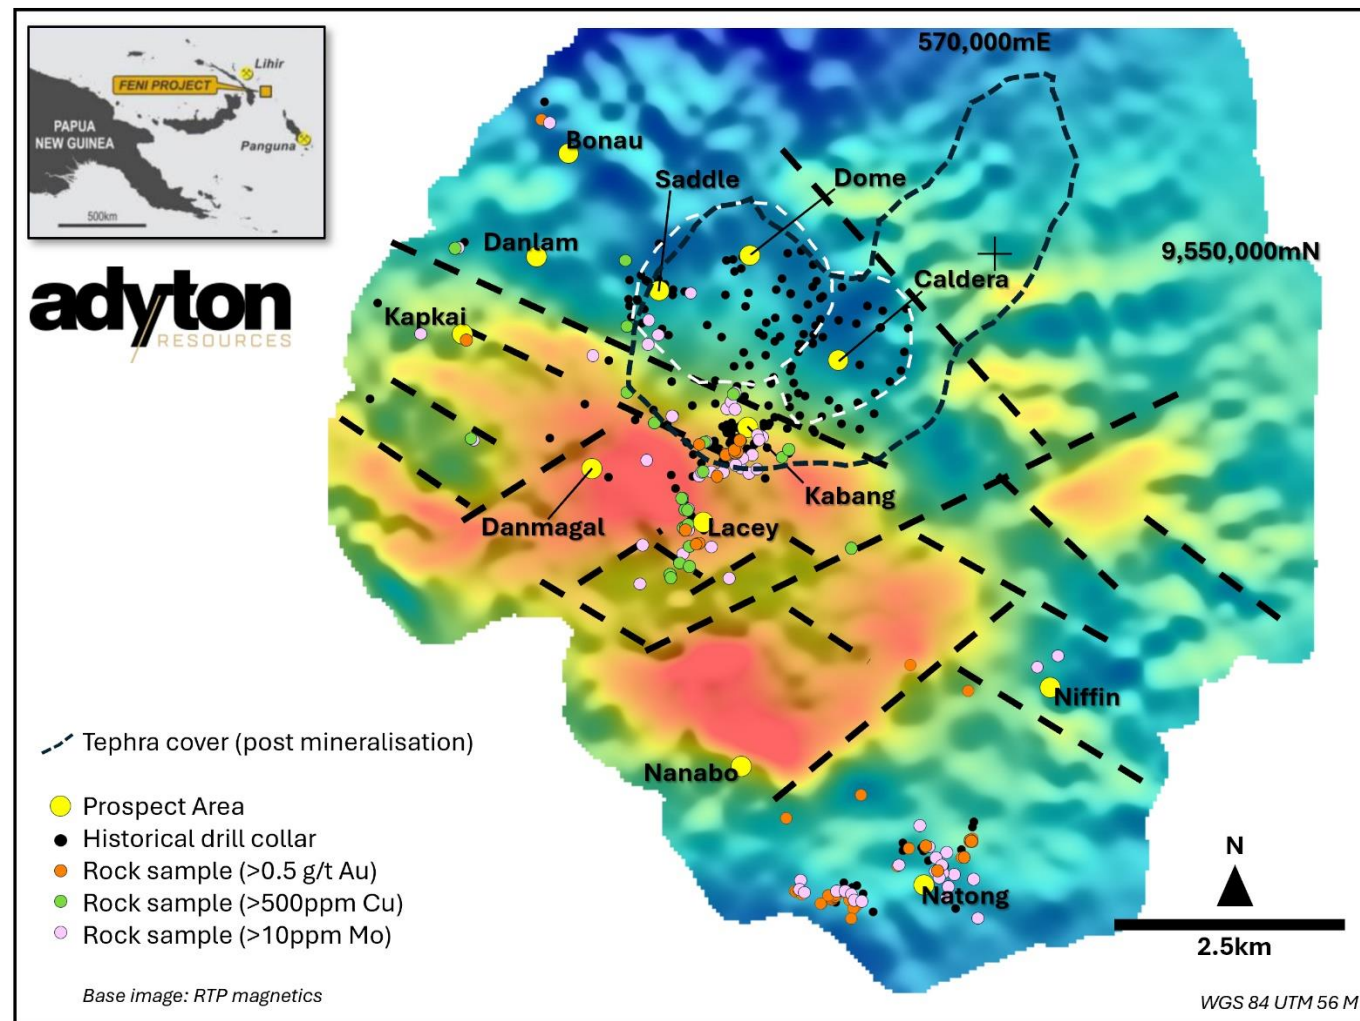 Lihir
FENI PROJECT
PAPUA
NEW GUINEA
Panguna
500km
adyton
RESOURCES
570,000mE
9,550,000mN
Bonau
Saddle
Dome
Danlam
Caldera
Kapkai
Kabang
Danmagal
Lacey
Niffin
Nanabo
Natong
Tephra cover (post mineralisation)
Prospect Area
Historical drill collar
Rock sample (>0.5 g/t Au)
Rock sample (>500ppm Cu)
Rock sample (>10ppm Mo)
Base image: RTP magnetics
N
2.5km
WGS 84 UTM 56 M